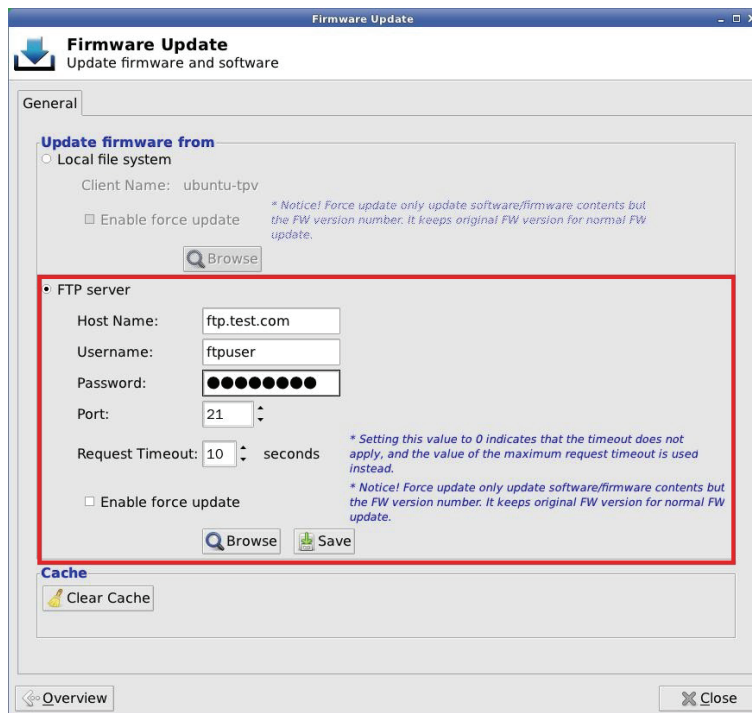 Firmware Update
Firmware Update
Update firmware and software
General
Update firmware from
Local file system
Client Name: ubuntu-tpv
Enable force update
* Notice! Force update only update software/firmware contents but
the FW version number. It keeps original FW version for normal FW
update.
Browse
FTP server
Host Name: ftp.test.com
Username: ftpuser
Password: ●●●●●●●●
Port: 21
Request Timeout: 10 seconds
* Setting this value to 0 indicates that the timeout does not
apply, and the value of the maximum request timeout is used
instead.
Enable force update
* Notice! Force update only update software/firmware contents but
the FW version number. It keeps original FW version for normal FW
update.
Browse Save
Cache
Clear Cache
Overview Close